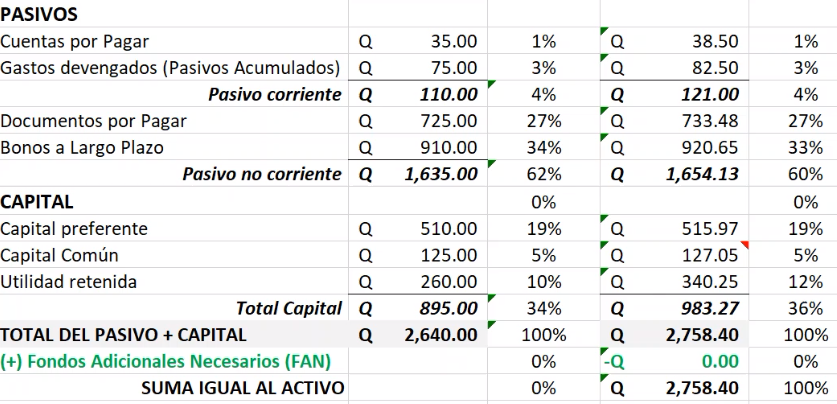 PASIVOS
Cuentas por Pagar Q 35.00 1% Q 38.50 1%
Gastos devengados (Pasivos Acumulados) Q 75.00 3% Q 82.50 3%
Pasivo corriente Q 110.00 4% Q 121.00 4%
Documentos por Pagar Q 725.00 27% Q 733.48 27%
Bonos a Largo Plazo Q 910.00 34% Q 920.65 33%
Pasivo no corriente Q 1,635.00 62% Q 1,654.13 60%
CAPITAL 0% 0%
Capital preferente Q 510.00 19% Q 515.97 19%
Capital Común Q 125.00 5% Q 127.05 5%
Utilidad retenida Q 260.00 10% Q 340.25 12%
Total Capital Q 895.00 34% Q 983.27 36%
TOTAL DEL PASIVO + CAPITAL Q 2,640.00 100% Q 2,758.40 100%
(+) Fondos Adicionales Necesarios (FAN) 0% -Q 0.00 0%
SUMA IGUAL AL ACTIVO 0% Q 2,758.40 100%